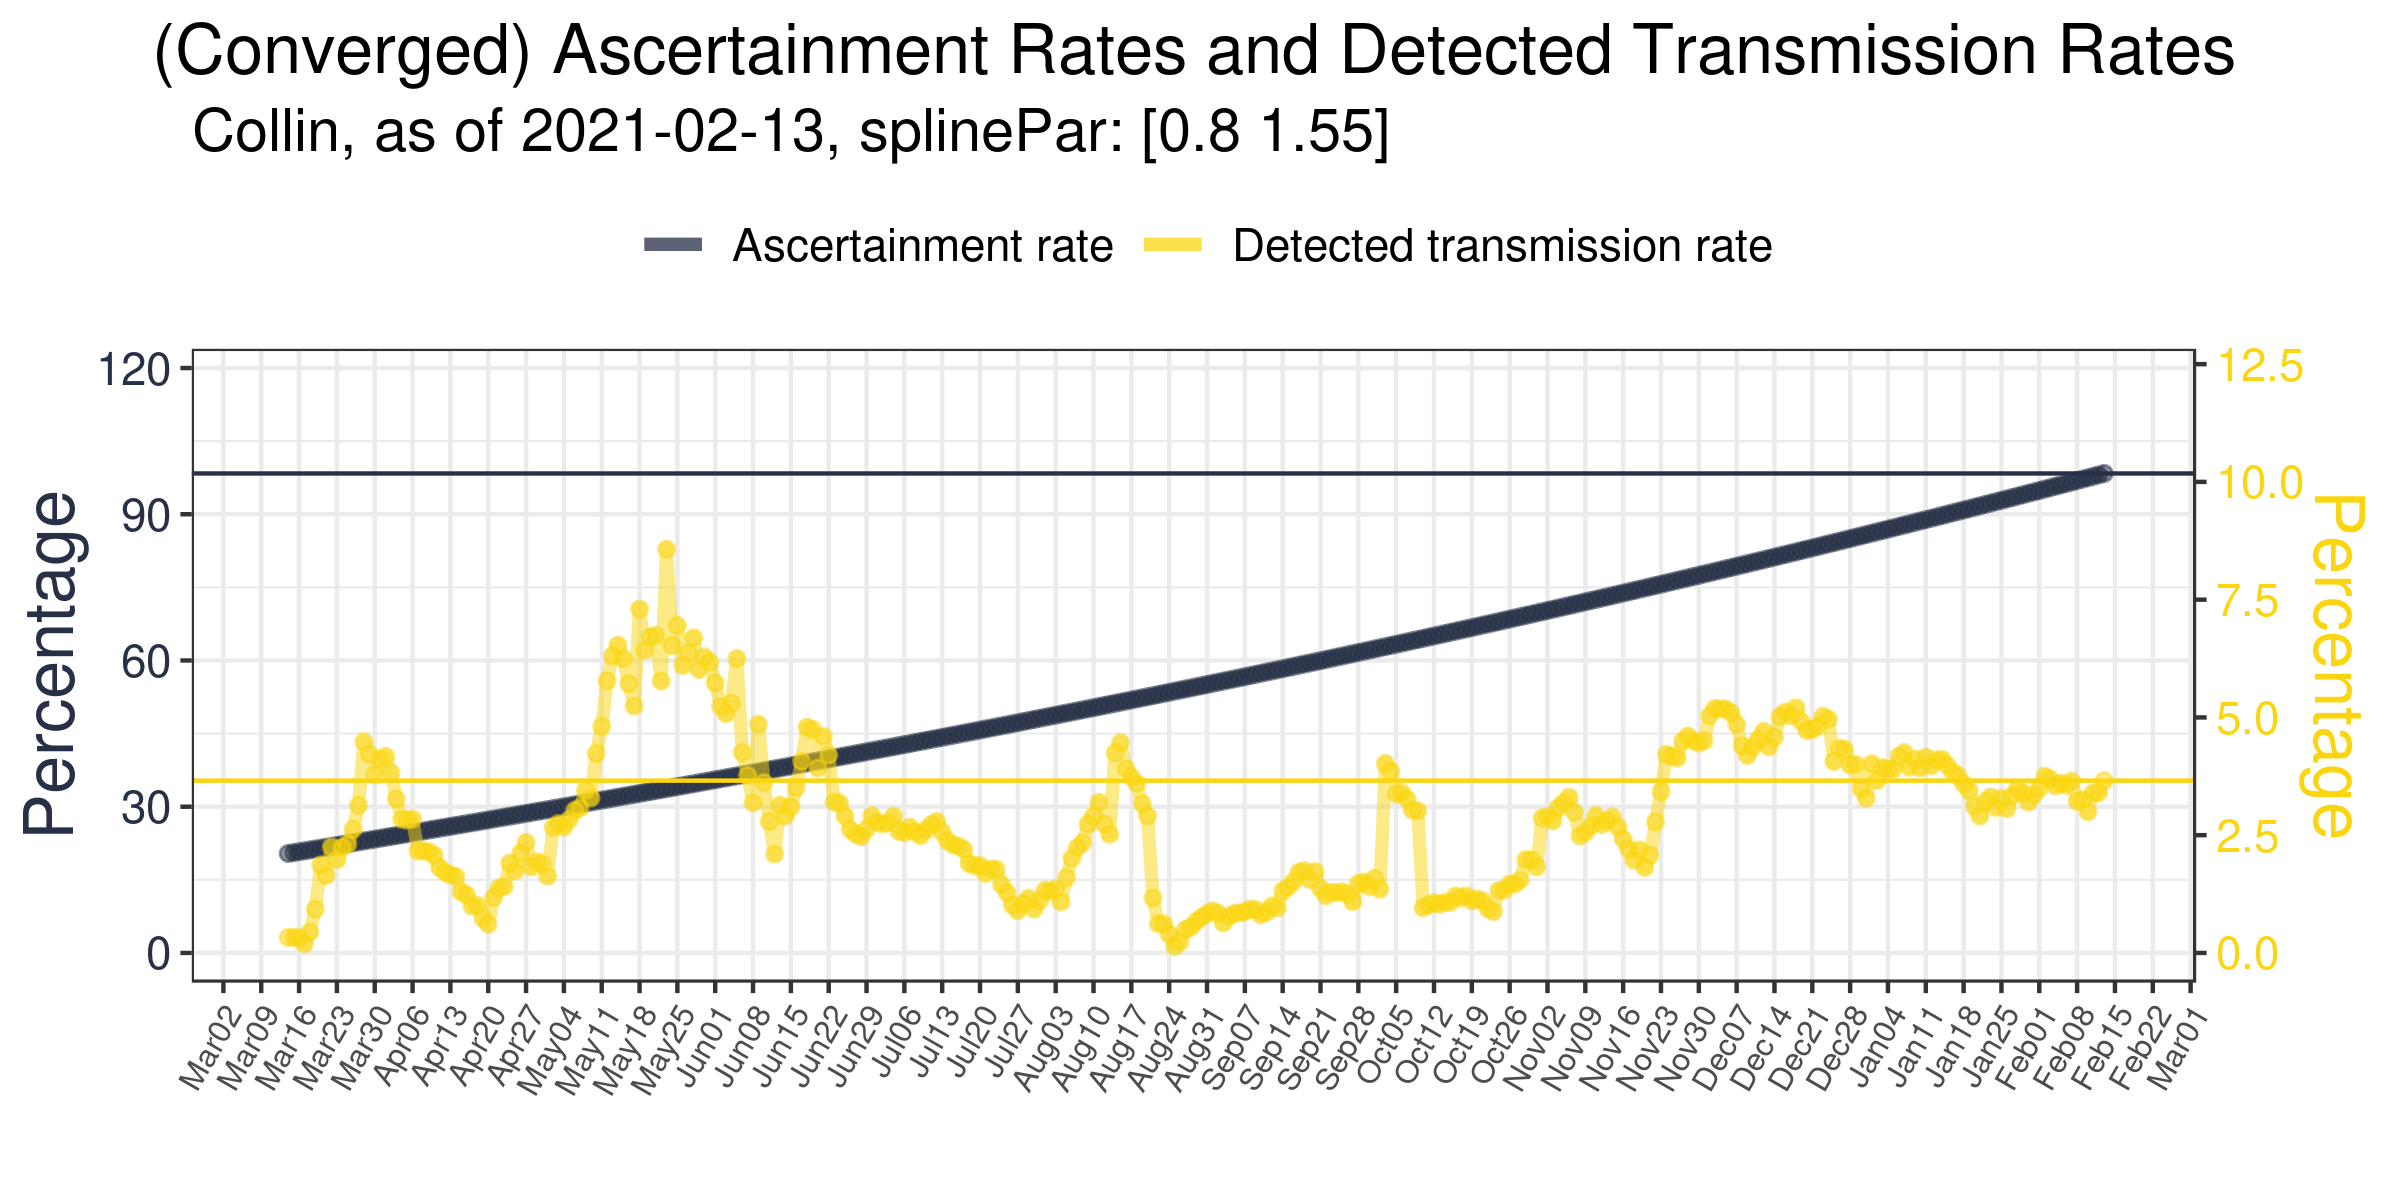 (Converged) Ascertainment Rates and Detected Transmission Rates
Collin, as of 2021-02-13, splinePar: [0.8 1.55]
Ascertainment rate
Detected transmission rate
Percentage
120
90
60
30
0
12.5
10.0
7.5
5.0
2.5
0.0
Percentage
Mar02
Mar09
Mar16
Mar23
Mar30
Apr06
Apr13
Apr20
Apr27
May04
May11
May18
May25
Jun01
Jun08
Jun15
Jun22
Jun29
Jul06
Jul13
Jul20
Jul27
Aug03
Aug10
Aug17
Aug24
Aug31
Sep07
Sep14
Sep21
Sep28
Oct05
Oct12
Oct19
Oct26
Nov02
Nov09
Nov16
Nov23
Nov30
Dec07
Dec14
Dec21
Dec28
Jan04
Jan11
Jan18
Jan25
Feb01
Feb08
Feb15
Feb22
Mar01